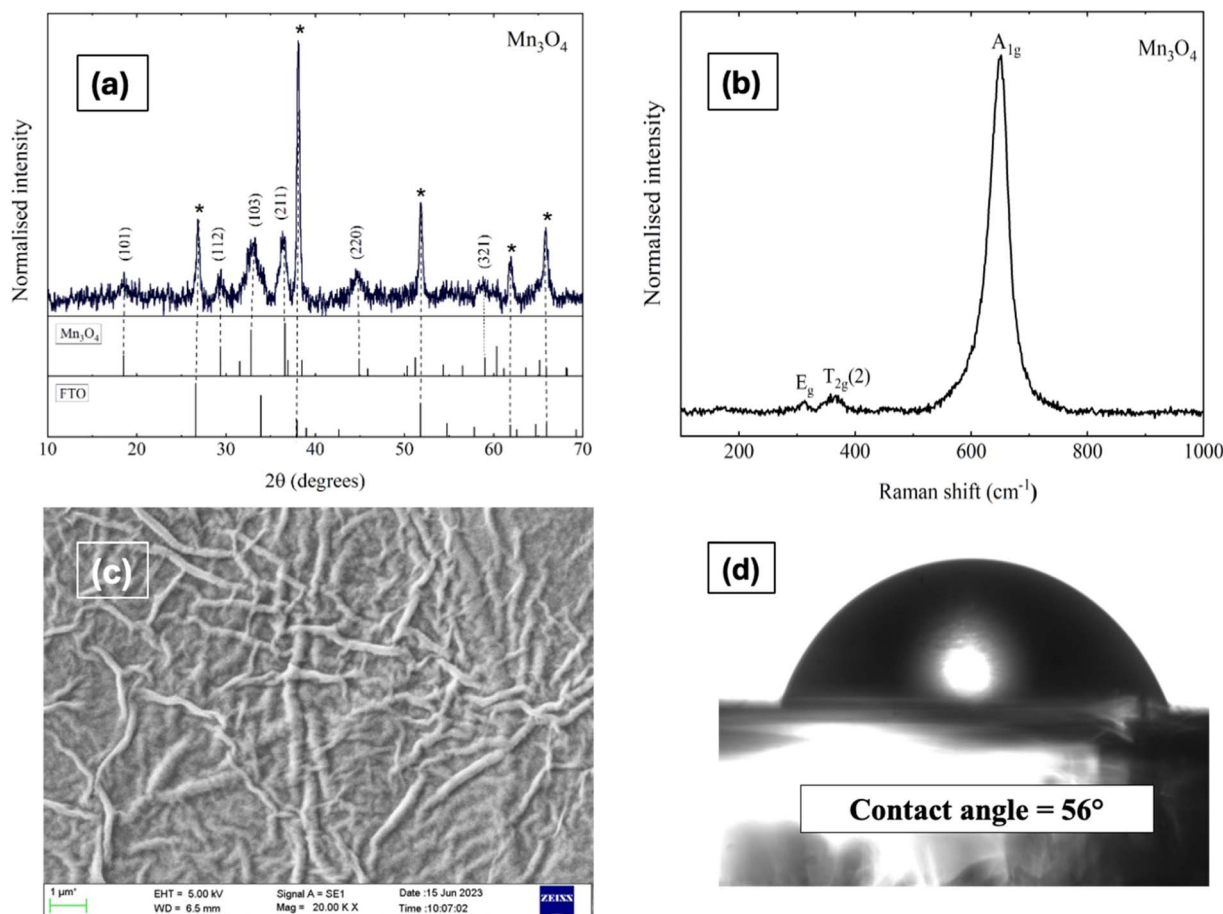 (a)
Mn₃O₄
*
*
*
*
*
(101)
(112)
(103)
(211)
(220)
(321)
Normalised intensity
Mn₃O₄
FTO
10 20 30 40 50 60 70
2θ (degrees)
(b)
A₁g
Mn₃O₄
Normalised intensity
Eg
T₂g(2)
200 400 600 800 1000
Raman shift (cm⁻¹)
(c)
1 µm*
EHT = 5.00 kV
WD = 6.5 mm
Signal A = SE1
Mag = 20.00 K X
Date :15 Jun 2023
Time :10:07:02
ZEISS
(d)
Contact angle = 56°